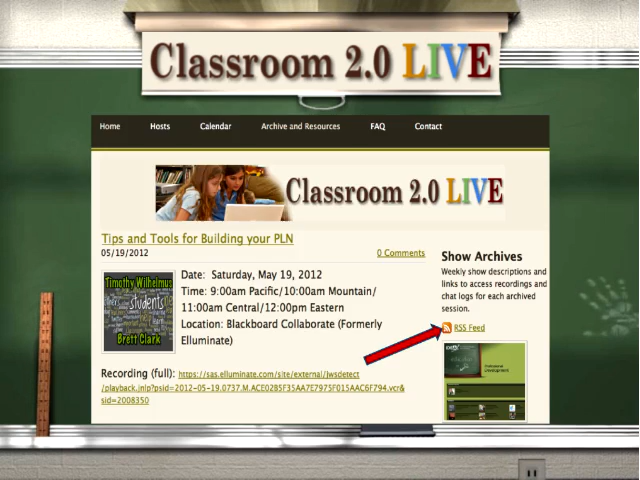 Classroom 2.0 LIVE
Home Hosts Calendar Archive and Resources FAQ Contact
Classroom 2.0 LIVE
Tips and Tools for Building your PLN
05/19/2012 0 Comments
Timothy Wilhelmus
students
Brett Clark
Date: Saturday, May 19, 2012
Time: 9:00am Pacific/10:00am Mountain/
11:00am Central/12:00pm Eastern
Location: Blackboard Collaborate (Formerly
Elluminate)
Recording (full): https://sas.elluminate.com/site/external/jwsdetect
/playback.jnlp?psid=2012-05-19.0737.M.ACE02B5F35AA7E7975F015AAC6F794.vcr&
sid=2008350
Show Archives
Weekly show descriptions and
links to access recordings and
chat logs for each archived
session.
RSS Feed